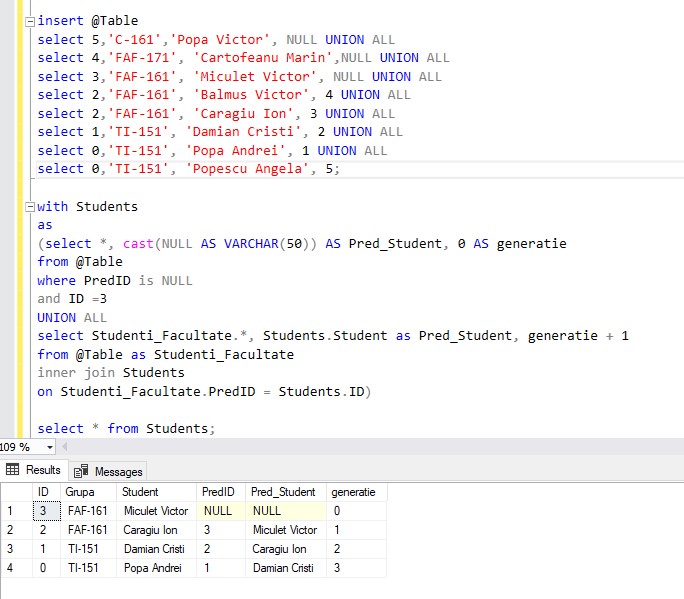 insert @Table
select 5,'C-161','Popa Victor', NULL UNION ALL
select 4,'FAF-171', 'Cartofeanu Marin',NULL UNION ALL
select 3,'FAF-161', 'Miculet Victor', NULL UNION ALL
select 2,'FAF-161', 'Balmus Victor', 4 UNION ALL
select 2,'FAF-161', 'Caragiu Ion', 3 UNION ALL
select 1,'TI-151', 'Damian Cristi', 2 UNION ALL
select 0,'TI-151', 'Popa Andrei', 1 UNION ALL
select 0,'TI-151', 'Popescu Angela', 5;
with Students
as
(select *, cast(NULL AS VARCHAR(50)) AS Pred_Student, 0 AS generatie
from @Table
where PredID is NULL
and ID =3
UNION ALL
select Studenti_Facultate.*, Students.Student as Pred_Student, generatie + 1
from @Table as Studenti_Facultate
inner join Students
on Studenti_Facultate.PredID = Students.ID)
select * from Students;
109 %
Results Messages
ID Grupa Student PredID Pred_Student generatie
1 3 FAF-161 Miculet Victor NULL NULL 0
2 2 FAF-161 Caragiu Ion 3 Miculet Victor 1
3 1 TI-151 Damian Cristi 2 Caragiu Ion 2
4 0 TI-151 Popa Andrei 1 Damian Cristi 3